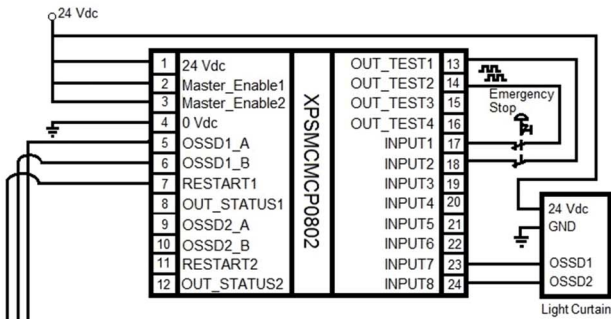 24 Vdc
1 24 Vdc
2 Master_Enable1
3 Master_Enable2
4 0 Vdc
5 OSSD1_A
6 OSSD1_B
7 RESTART1
8 OUT_STATUS1
9 OSSD2_A
10 OSSD2_B
11 RESTART2
12 OUT_STATUS2
XPSMCMCP0802
OUT_TEST1 13
OUT_TEST2 14
OUT_TEST3 15
OUT_TEST4 16
INPUT1 17
INPUT2 18
INPUT3 19
INPUT4 20
INPUT5 21
INPUT6 22
INPUT7 23
INPUT8 24
Emergency
Stop
24 Vdc
GND
OSSD1
OSSD2
Light Curtain